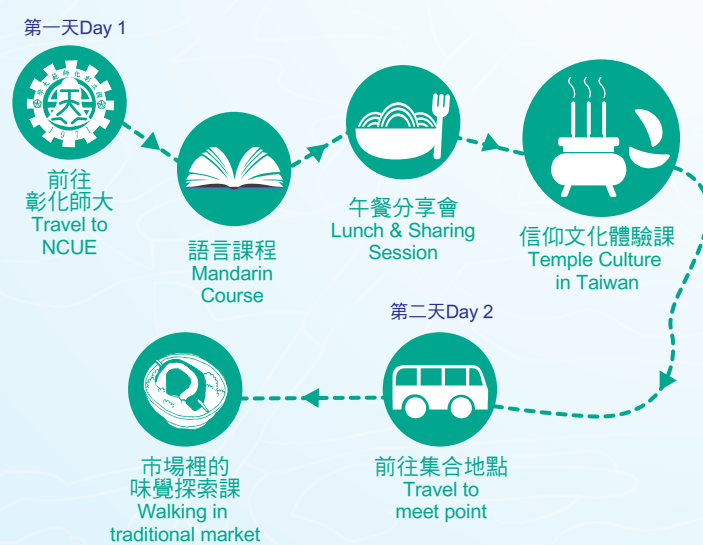 第一天Day 1
1971
前往
彰化師大
Travel to
NCUE
語言課程
Mandarin
Course
午餐分享會
Lunch & Sharing
Session
信仰文化體驗課
Temple Culture
in Taiwan
第二天Day 2
前往集合地點
Travel to
meet point
市場裡的
味覺探索課
Walking in
traditional market